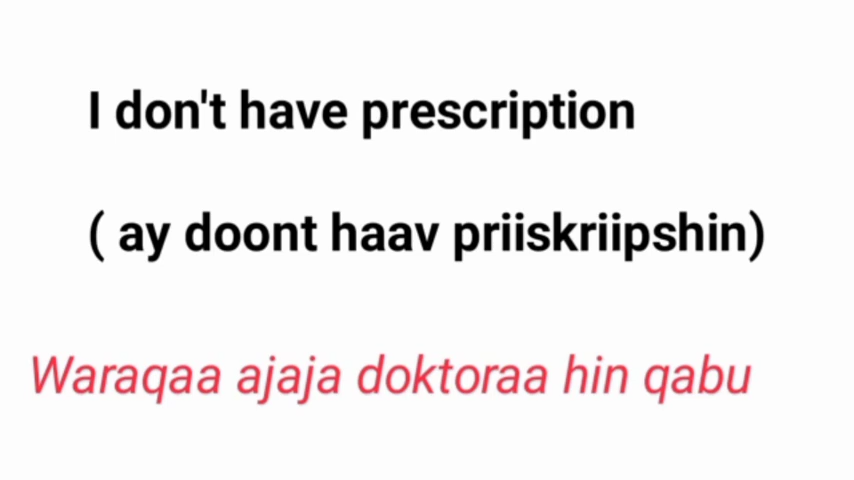 I don't have prescription
( ay doont haav priiskriipshin)
Waraqaa ajaja doktoraa hin qabu